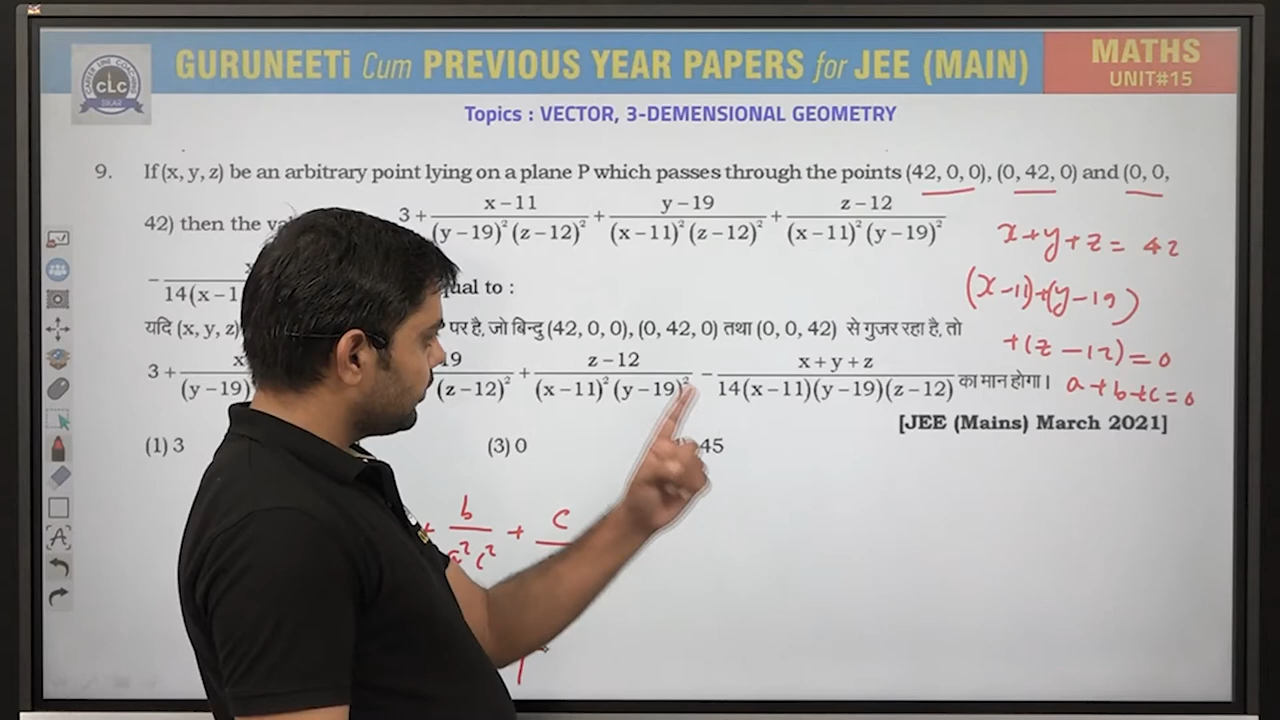 CLC
SIKAR
GURUNEETi Cum PREVIOUS YEAR PAPERS for JEE (MAIN)
MATHS
UNIT#15
Topics : VECTOR, 3-DEMENSIONAL GEOMETRY
9. If (x, y, z) be an arbitrary point lying on a plane P which passes through the points (42, 0, 0), (0, 42, 0) and (0, 0,
42) then the 3 + (x−11)/((y−19)²(z−12)²) + (y−19)/((x−11)²(z−12)²) + (z−12)/((x−11)²(y−19)²)
x+y+z = 42
− 14(x−1 to :
(x−11)+(y−19)
यदि (x, y, z) पर है, जो बिन्दु (42, 0, 0), (0, 42, 0) तथा (0, 0, 42) से गुजर रहा है, तो
+(z−12)=0
3 + x (y−19) 19 (z−12)² + (z−12)/((x−11)²(y−19)²) − (x+y+z)/(14(x−11)(y−19)(z−12)) का मान होगा।
a+b+c=0
[JEE (Mains) March 2021]
(1) 3 (3) 0 45
+ b/(a²c²) + c